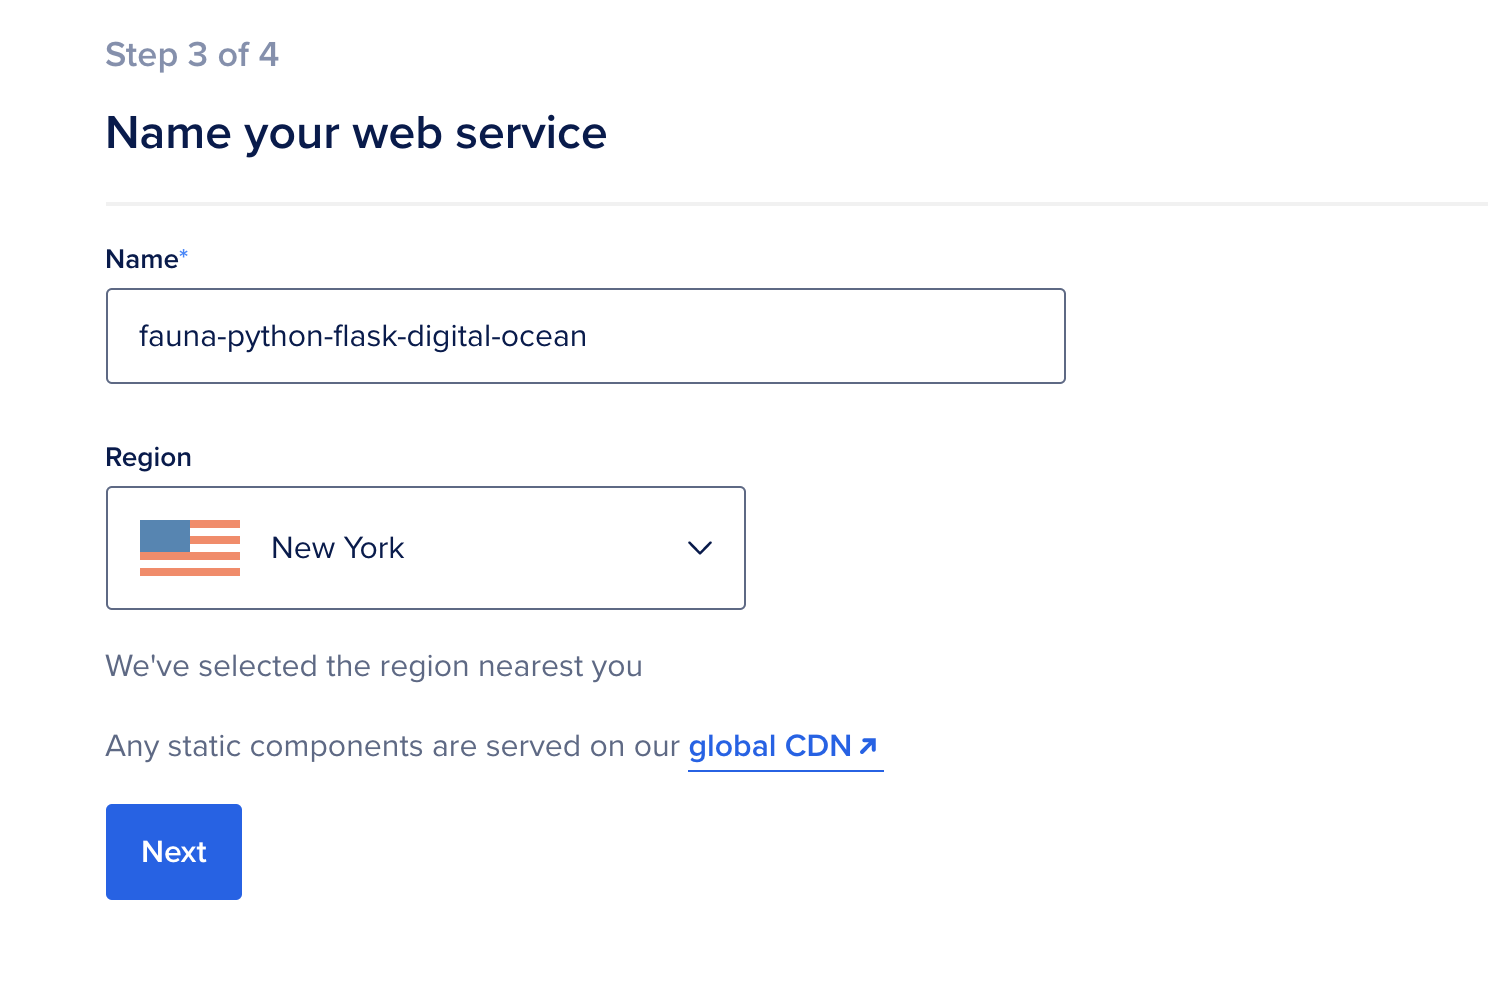 Step 3 of 4
Name your web service
Name*
fauna-python-flask-digital-ocean
Region
New York
We've selected the region nearest you
Any static components are served on our global CDN
Next